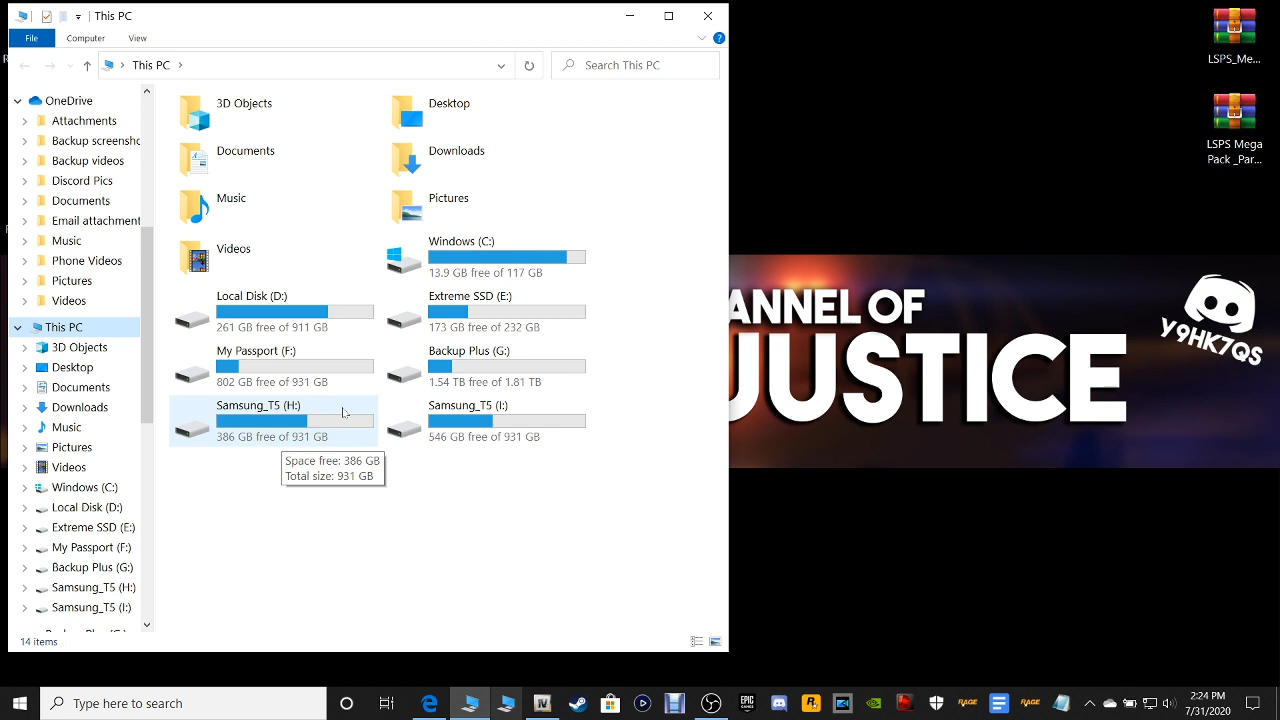 This PC
File
Computer
View
This PC
Search This PC
OneDrive
Attachments
Backup screensho
Backup videos
Discord Pics
Documents
Email attachment
Music
Phone Videos
Pictures
Videos
This PC
3D Objects
Desktop
Documents
Downloads
Music
Pictures
Videos
Windows (C:)
Local Disk (D:)
Extreme SSD (E:)
My Passport (F:)
Backup Plus (G:)
Samsung_T5 (H:)
Samsung_T5 (I:)
3D Objects
Desktop
Documents
Downloads
Music
Pictures
Videos
Windows (C:)
13.9 GB free of 117 GB
Local Disk (D:)
261 GB free of 911 GB
Extreme SSD (E:)
173 GB free of 232 GB
My Passport (F:)
802 GB free of 931 GB
Backup Plus (G:)
1.54 TB free of 1.81 TB
Samsung_T5 (H:)
386 GB free of 931 GB
Samsung_T5 (I:)
546 GB free of 931 GB
Space free: 386 GB
Total size: 931 GB
14 items
LSPS_Me...
LSPS Mega
Pack _Par...
ANNEL OF
JUSTICE
Y9HK7QS
Type here to search
EPIC
GAMES
RAGE
RAGE
2:24 PM
7/31/2020